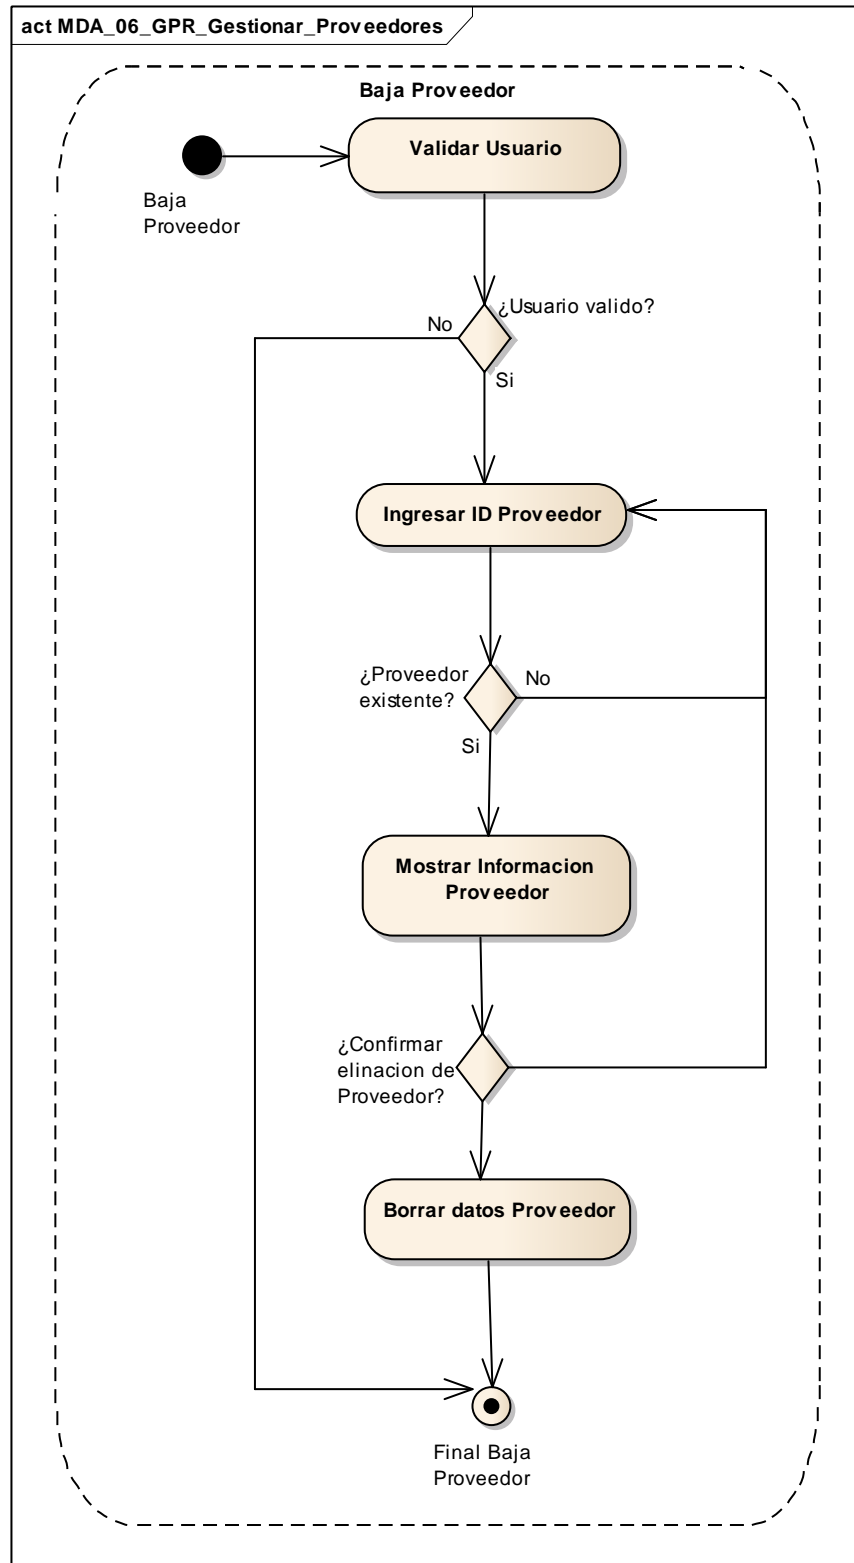 act MDA_06_GPR_Gestionar_Proveedores
Baja Proveedor
Validar Usuario
Baja
Proveedor
¿Usuario valido?
No
Si
Ingresar ID Proveedor
¿Proveedor
existente?
No
Si
Mostrar Informacion
Proveedor
¿Confirmar
elinacion de
Proveedor?
Borrar datos Proveedor
Final Baja
Proveedor